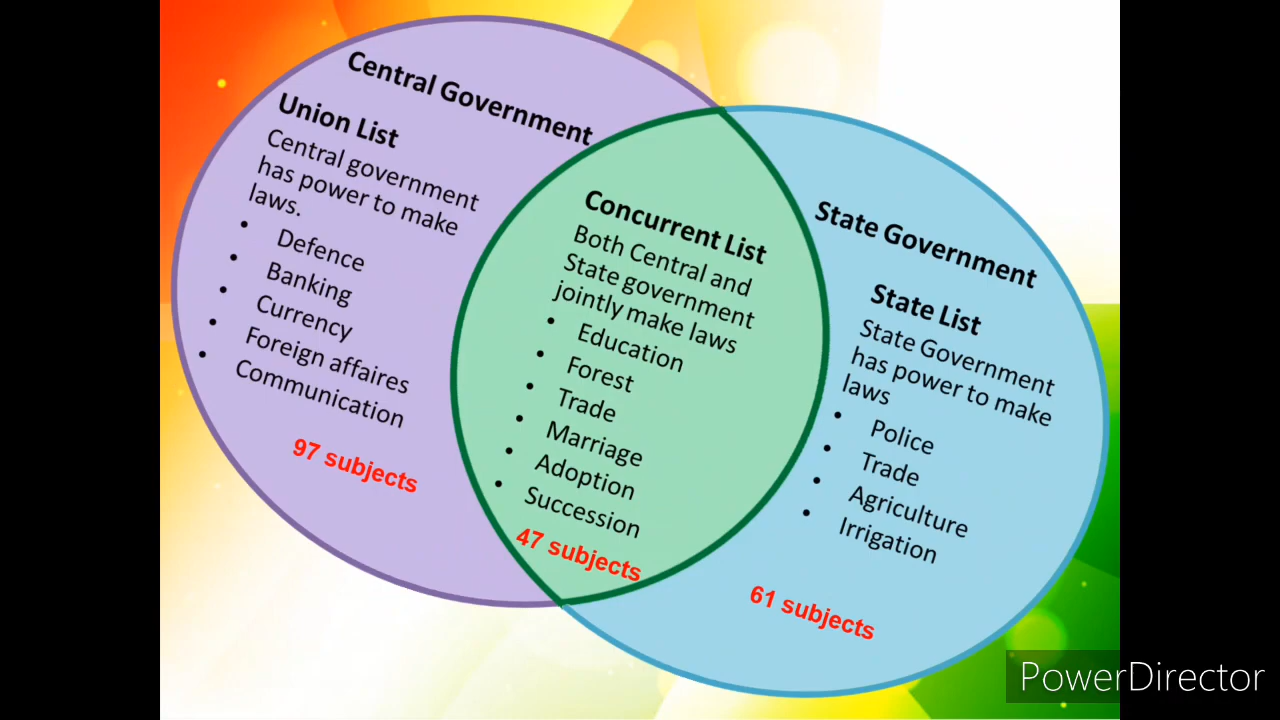 Central Government
Union List
Central government
has power to make
laws.
• Defence
• Banking
• Currency
• Foreign affaires
• Communication
97 subjects
Concurrent List
Both Central and
State government
jointly make laws
• Education
• Forest
• Trade
• Marriage
• Adoption
• Succession
47 subjects
State Government
State List
State Government
has power to make
laws
• Police
• Trade
• Agriculture
• Irrigation
61 subjects
PowerDirector